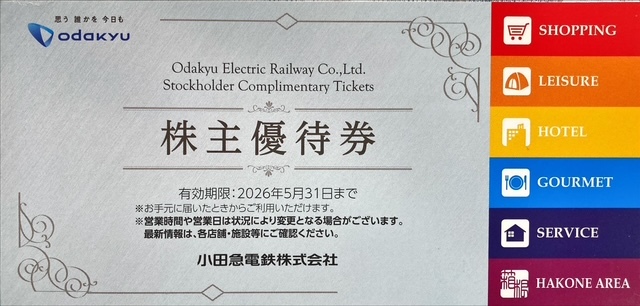 思う 誰かを 今日も
ODAKYU
Odakyu Electric Railway Co.,Ltd.
Stockholder Complimentary Tickets
株主優待券
有効期限：2026年5月31日まで
※お手元に届いたときからご利用いただけます。
※営業時間や営業日は状況により変更となる場合がございます。
最新情報は、各店舗・施設等にご確認ください。
小田急電鉄株式会社
SHOPPING
LEISURE
HOTEL
GOURMET
SERVICE
箱根
HAKONE AREA